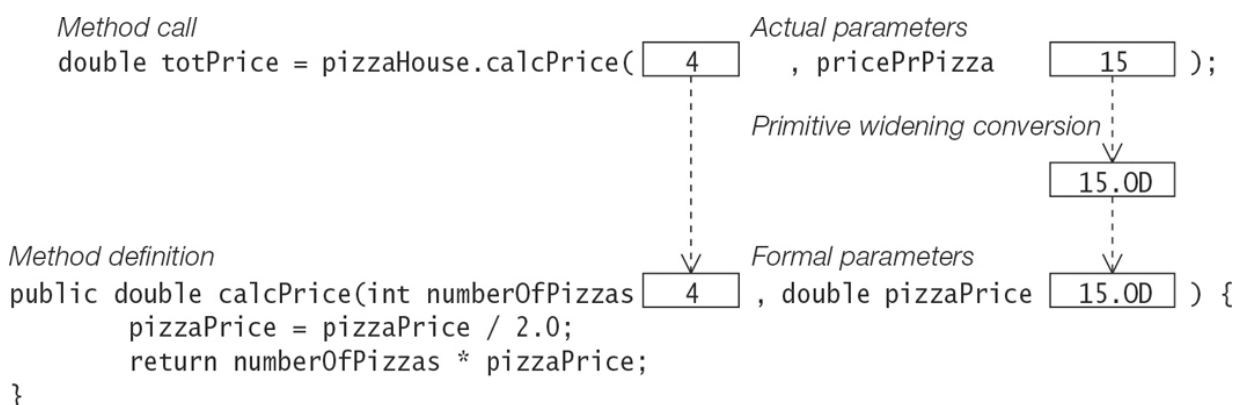 Method call Actual parameters
double totPrice = pizzaHouse.calcPrice( 4 , pricePrPizza 15 );
Primitive widening conversion
15.0D
Method definition Formal parameters
public double calcPrice(int numberOfPizzas 4 , double pizzaPrice 15.0D ) {
pizzaPrice = pizzaPrice / 2.0;
return numberOfPizzas * pizzaPrice;
}